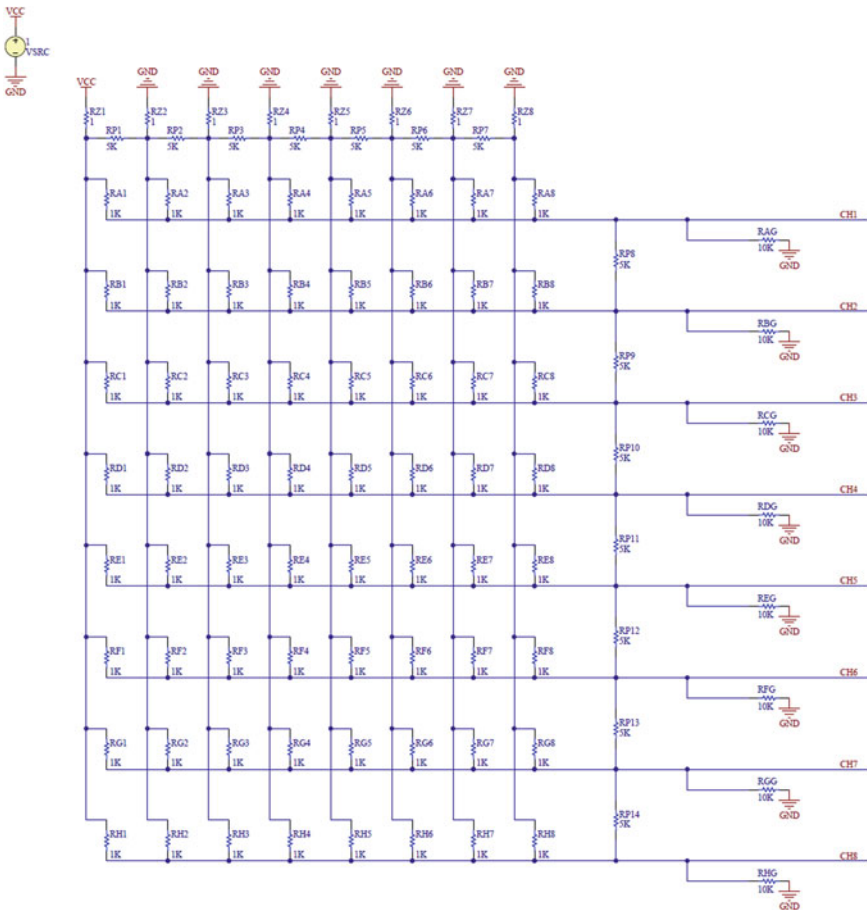 VCC
1
VSRC
GND
GND GND GND GND GND GND GND
VCC
RZ1 RZ2 RZ3 RZ4 RZ5 RZ6 RZ7 RZ8
1 1 1 1 1 1 1 1
RP1 RP2 RP3 RP4 RP5 RP6 RP7
5K 5K 5K 5K 5K 5K 5K
RA1 RA2 RA3 RA4 RA5 RA6 RA7 RA8
1K 1K 1K 1K 1K 1K 1K 1K
CH1
RAG
10K
GND
RP8
5K
RB1 RB2 RB3 RB4 RB5 RB6 RB7 RB8
1K 1K 1K 1K 1K 1K 1K 1K
CH2
RBG
10K
GND
RP9
5K
RC1 RC2 RC3 RC4 RC5 RC6 RC7 RC8
1K 1K 1K 1K 1K 1K 1K 1K
CH3
RCG
10K
GND
RP10
5K
RD1 RD2 RD3 RD4 RD5 RD6 RD7 RD8
1K 1K 1K 1K 1K 1K 1K 1K
CH4
RDG
10K
GND
RP11
5K
RE1 RE2 RE3 RE4 RE5 RE6 RE7 RE8
1K 1K 1K 1K 1K 1K 1K 1K
CH5
REG
10K
GND
RP12
5K
RF1 RF2 RF3 RF4 RF5 RF6 RF7 RF8
1K 1K 1K 1K 1K 1K 1K 1K
CH6
RFG
10K
GND
RP13
5K
RG1 RG2 RG3 RG4 RG5 RG6 RG7 RG8
1K 1K 1K 1K 1K 1K 1K 1K
CH7
RGG
10K
GND
RP14
5K
RH1 RH2 RH3 RH4 RH5 RH6 RH7 RH8
1K 1K 1K 1K 1K 1K 1K 1K
CH8
RHG
10K
GND